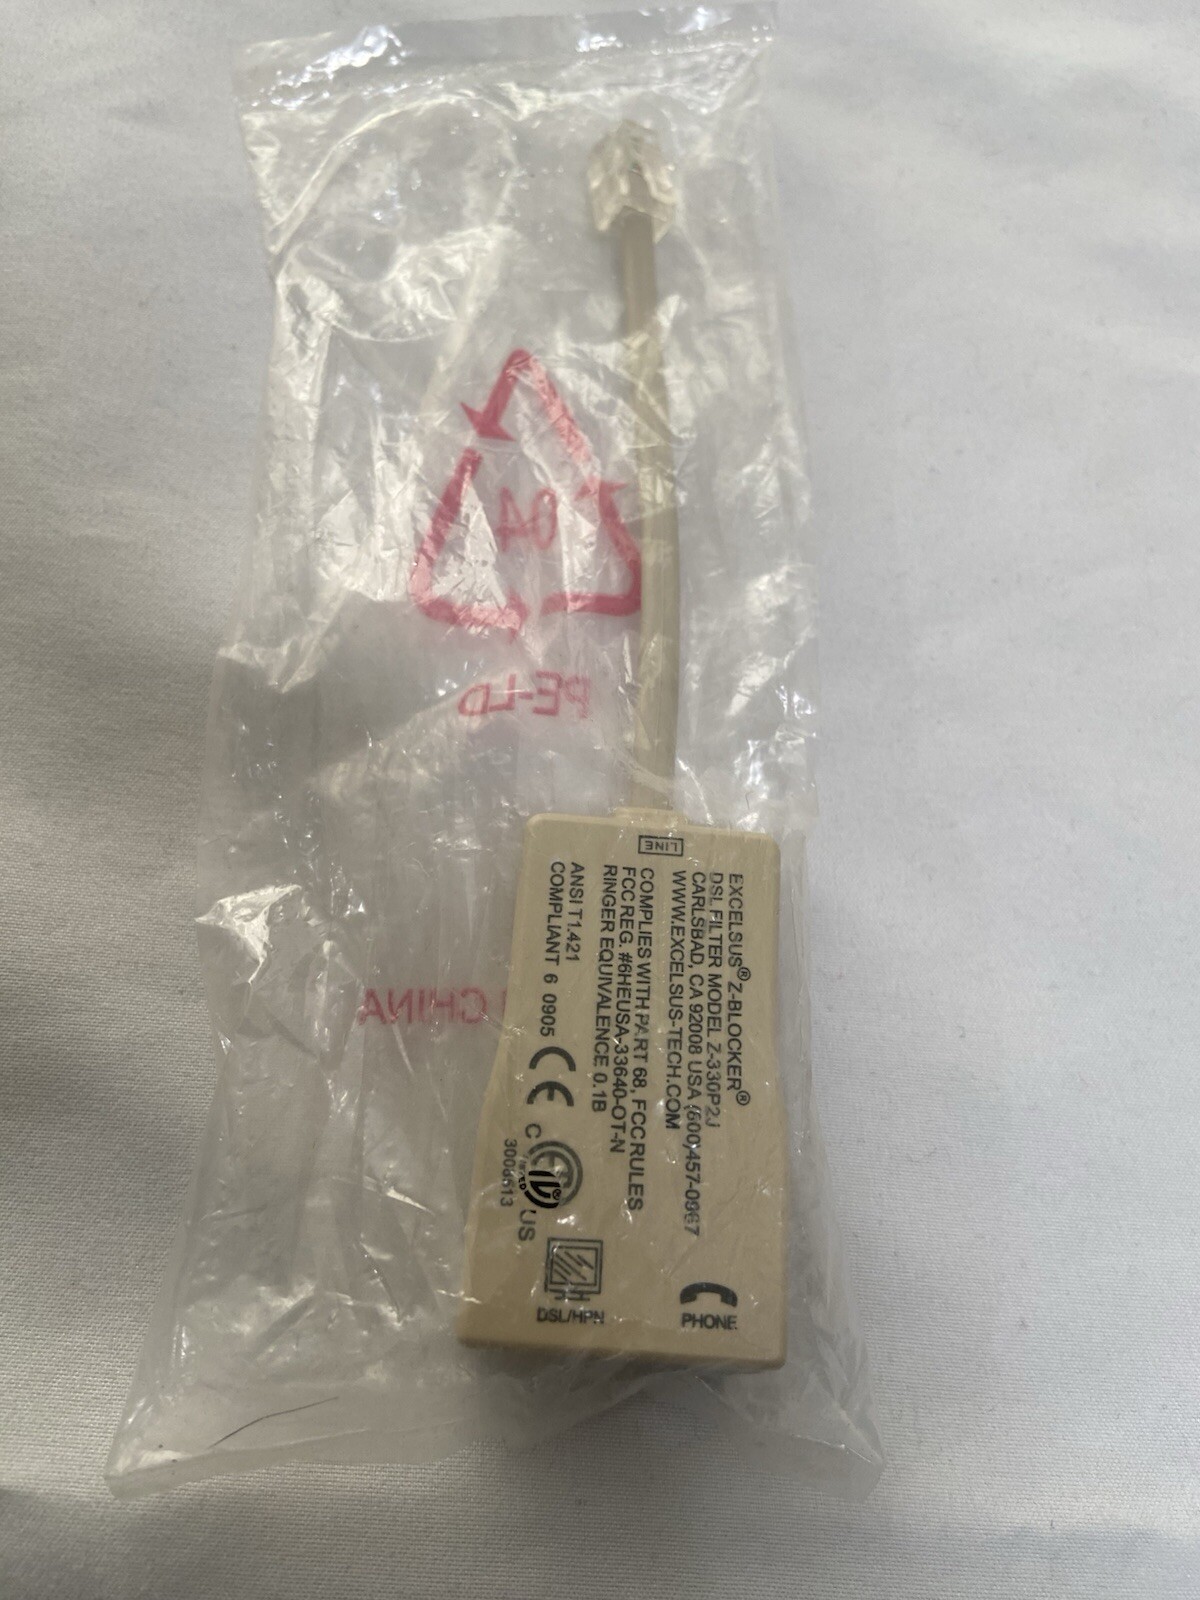 04
PE-LD
CHINA
LINE
EXCELSUS® Z-BLOCKER®
DSL FILTER MODEL Z-330P2J
CARLSBAD, CA 92008 USA (800)457-0967
WWW.EXCELSUS-TECH.COM
COMPLIES WITH PART 68, FCC RULES
FCC REG. #6HEUSA-33640-OT-N
RINGER EQUIVALENCE 0.1B
ANSI T1.421
COMPLIANT 6 0905 CE
C US
PHONE
DSL/HPN